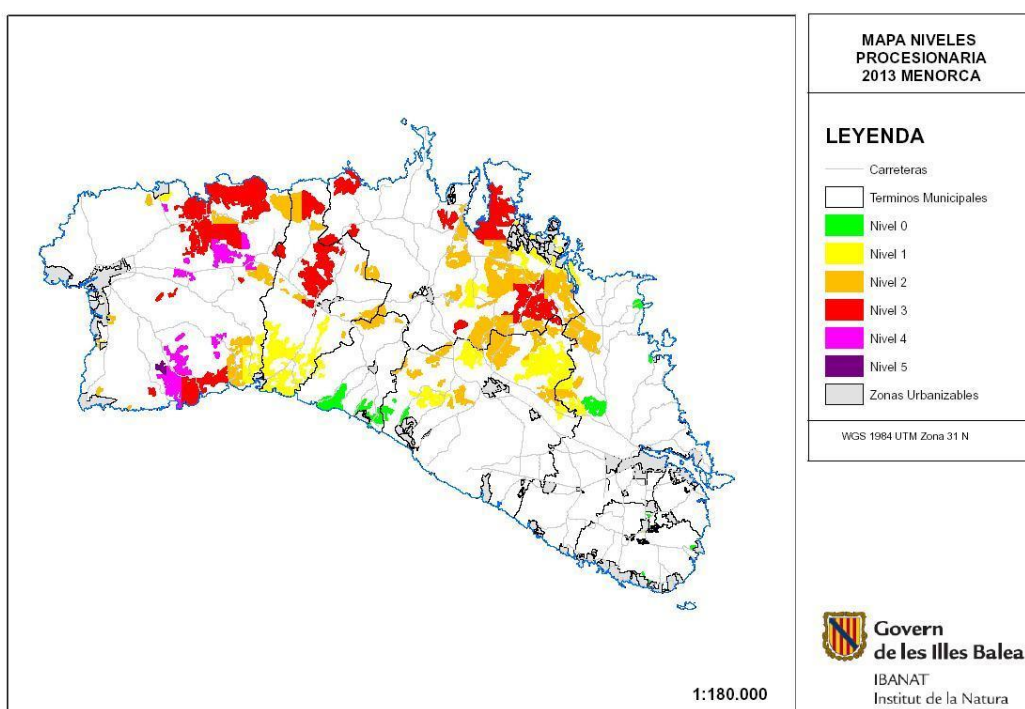 MAPA NIVELES
PROCESIONARIA
2013 MENORCA
LEYENDA
Carreteras
Terminos Municipales
Nivel 0
Nivel 1
Nivel 2
Nivel 3
Nivel 4
Nivel 5
Zonas Urbanizables
WGS 1984 UTM Zona 31 N
1:180.000
Govern
de les Illes Balea
IBANAT
Institut de la Natura